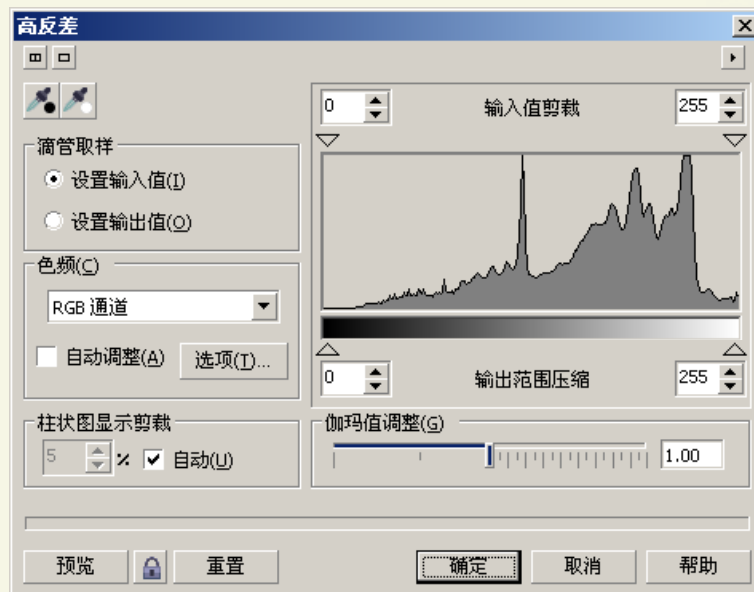 高反差
0 输入值剪裁 255
滴管取样
设置输入值(I)
设置输出值(O)
色频(C)
RGB 通道
自动调整(A) 选项(T)...
0 输出范围压缩 255
柱状图显示剪裁
5 % 自动(U)
伽玛值调整(G)
1.00
预览 重置 确定 取消 帮助